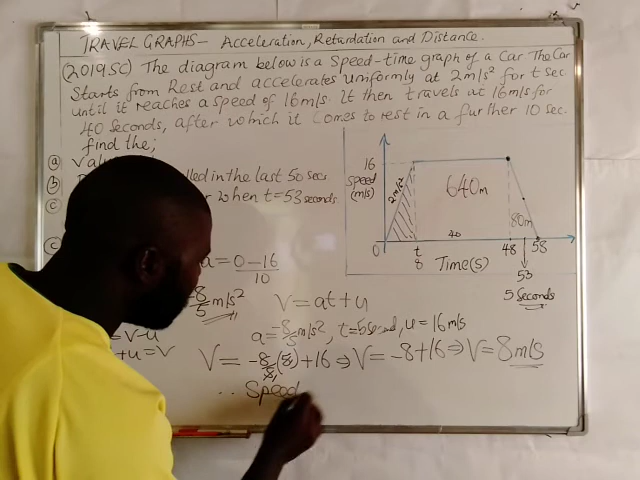 TRAVEL GRAPHS- Acceleration, Retardation and Distance.
(2019SC) The diagram below is a Speed-time graph of a Car The Car
Starts from Rest and accelerates uniformly at 2m/s² for t sec
until it reaches a speed of 16m/s. It then travels at 16m/s for
40 seconds, after which it comes to rest in a further 10 sec.
find the;
(a)
(b) lled in the last 50 secs
(c) when t=53 seconds
16
Speed
(m/s)
2m/s²
640m
80m
40
0 t 48 58
8 Time(s)
53
5 Seconds
(c) a = 0-16
10
-8/5 m/s²
V = at + u
a = -8/5 m/s², t = 5 second, u = 16m/s
= V-u
+u = V
V = -8/5 (5) + 16 ⇒ V = -8+16 ⇒ V = 8m/s
∴ Speed